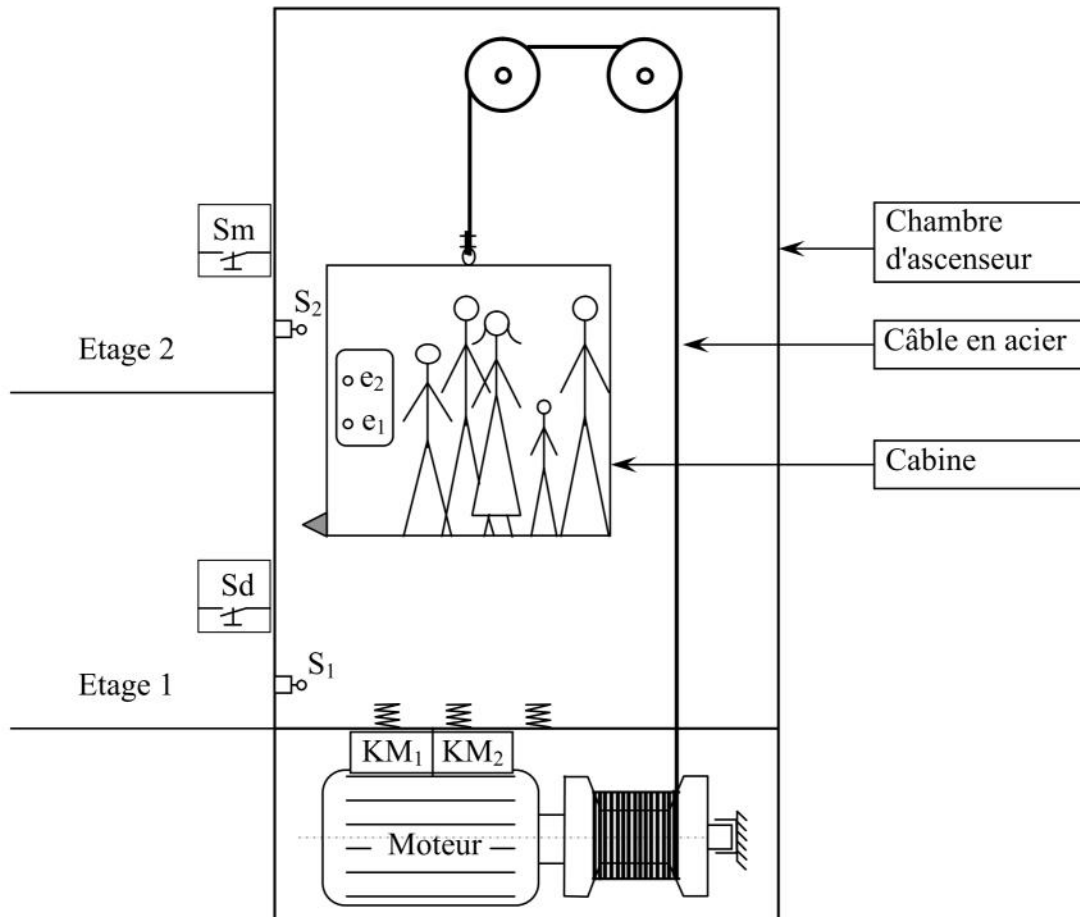 Sm
S2
Etage 2
e2
e1
Chambre
d'ascenseur
Câble en acier
Cabine
Sd
S1
Etage 1
KM1
KM2
Moteur